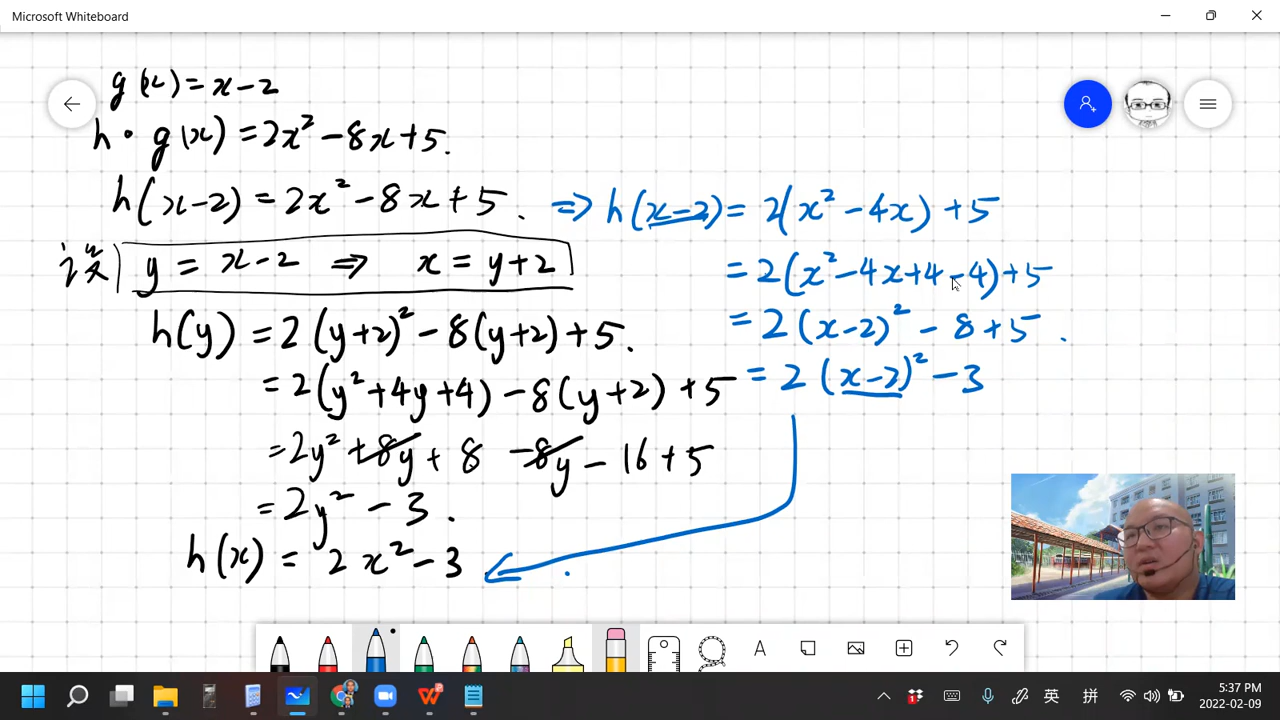 Microsoft Whiteboard
g(x) = x-2
h · g(x) = 2x² - 8x + 5.
h(x-2) = 2x² - 8x + 5.
设 y = x-2 ⇒ x = y+2
h(y) = 2(y+2)² - 8(y+2) + 5.
= 2(y²+4y+4) - 8(y+2) + 5
= 2y² + 8y + 8 - 8y - 16 + 5
= 2y² - 3.
h(x) = 2x² - 3
⇒ h(x-2) = 2(x² - 4x) + 5
= 2(x² - 4x + 4 - 4) + 5
= 2(x-2)² - 8 + 5.
= 2(x-2)² - 3
A
英
拼
5:37 PM
2022-02-09